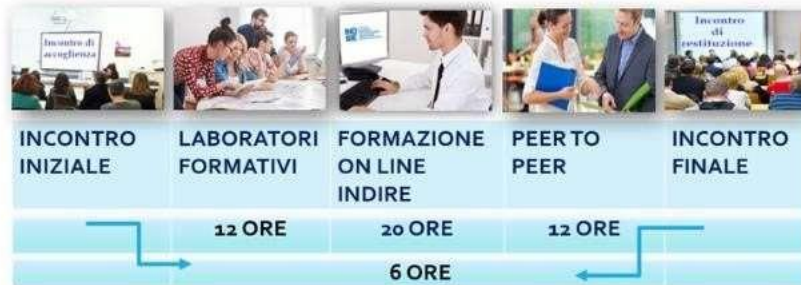 Incontro di
accoglienza
Incontro
di
restituzione
INCONTRO
INIZIALE
LABORATORI
FORMATIVI
FORMAZIONE
ON LINE
INDIRE
PEER TO
PEER
INCONTRO
FINALE
12 ORE
20 ORE
12 ORE
6 ORE